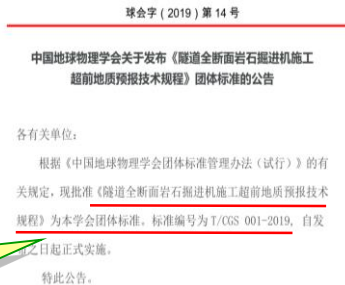 球会字（2019）第 14 号
中国地球物理学会关于发布《隧道全断面岩石掘进机施工
超前地质预报技术规程》团体标准的公告
各有关单位：
根据《中国地球物理学会团体标准管理办法（试行）》的有
关规定，现批准《隧道全断面岩石掘进机施工超前地质预报技术
规程》为本学会团体标准。标准编号为 T/CGS 001-2019, 自发
之日起正式实施。
特此公告。